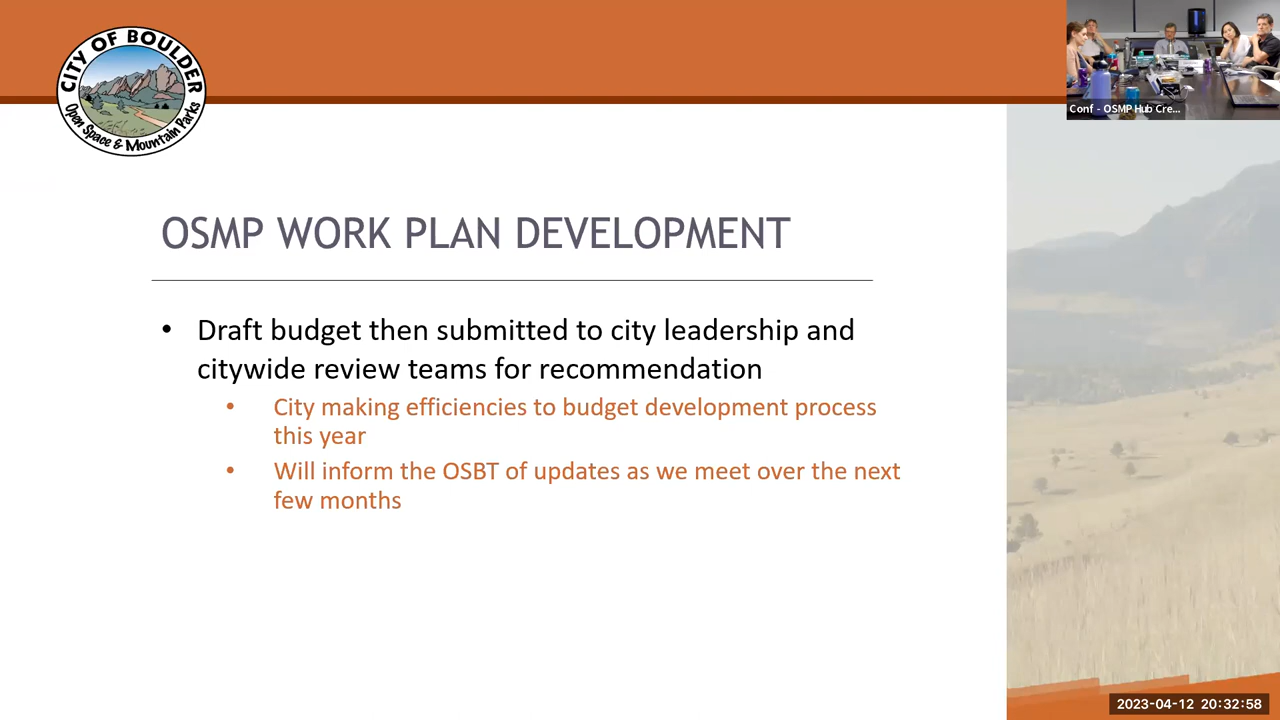 CITY OF BOULDER
Open Space & Mountain Parks
Conf - OSMP Hub Cre...
OSMP WORK PLAN DEVELOPMENT
• Draft budget then submitted to city leadership and
citywide review teams for recommendation
• City making efficiencies to budget development process
this year
• Will inform the OSBT of updates as we meet over the next
few months
2023-04-12 20:32:58